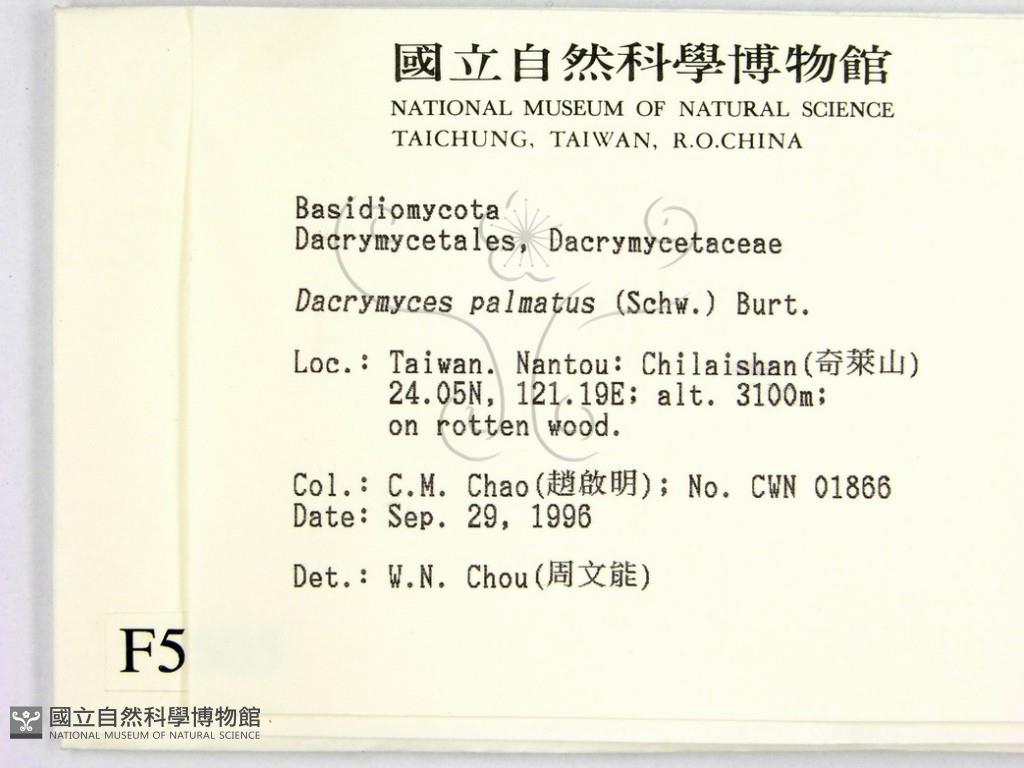 國立自然科學博物館
NATIONAL MUSEUM OF NATURAL SCIENCE
TAICHUNG, TAIWAN, R.O.CHINA
Basidiomycota
Dacrymycetales, Dacrymycetaceae
Dacrymyces palmatus (Schw.) Burt.
Loc.: Taiwan. Nantou: Chilaishan(奇萊山)
24.05N, 121.19E; alt. 3100m;
on rotten wood.
Col.: C.M. Chao(趙啟明); No. CWN 01866
Date: Sep. 29, 1996
Det.: W.N. Chou(周文能)
F5
國立自然科學博物館
NATIONAL MUSEUM OF NATURAL SCIENCE